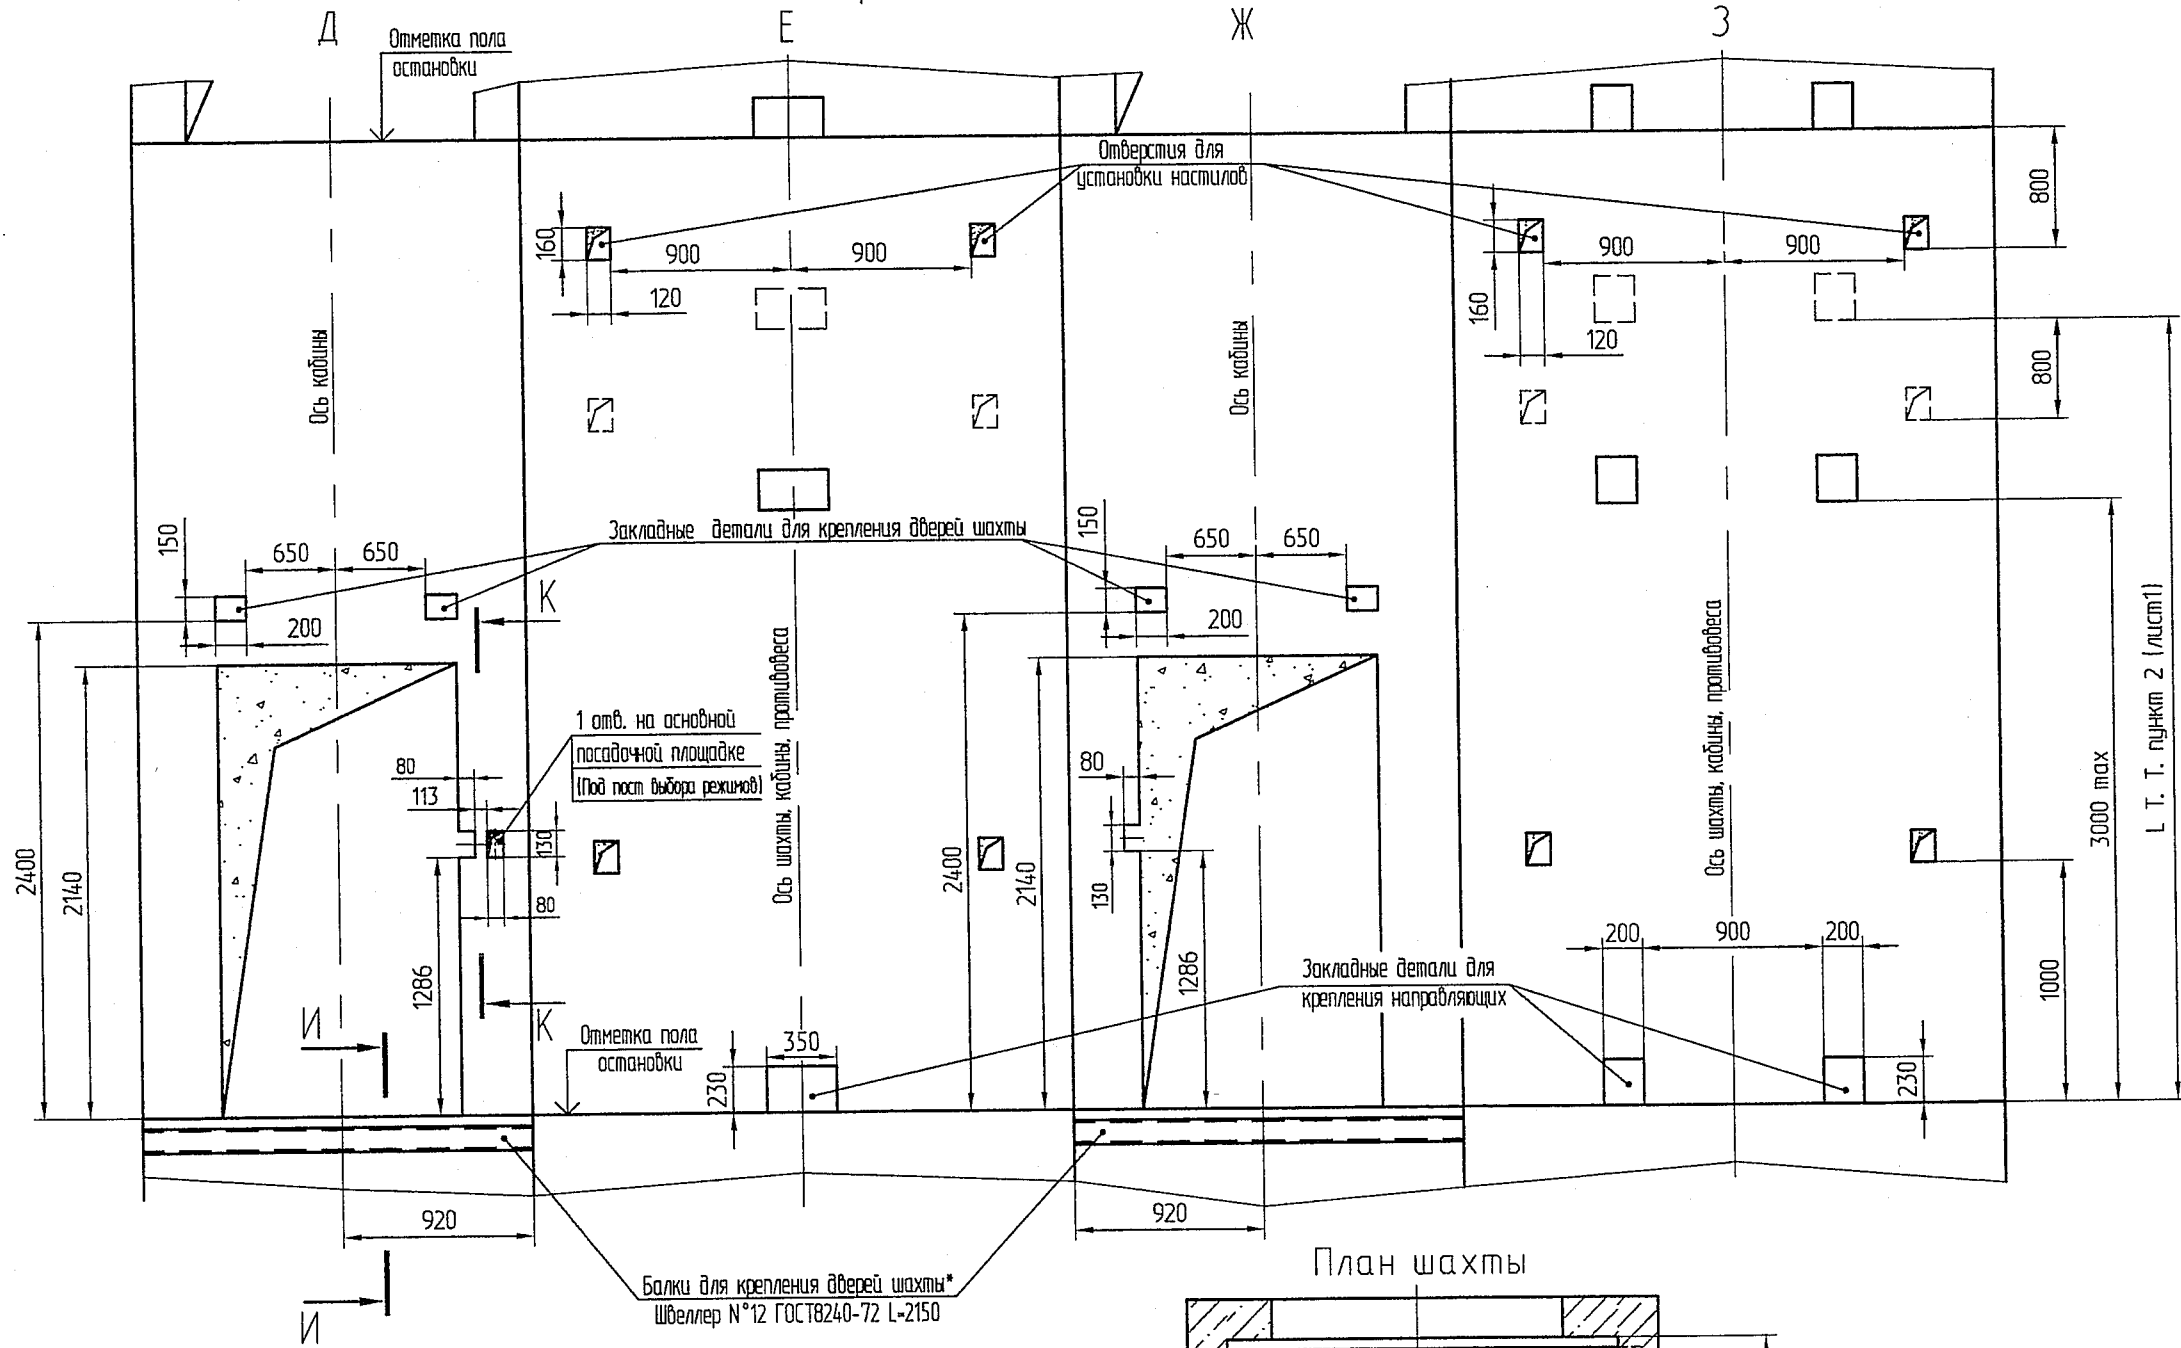 Д
Е
Ж
З
Отметка пола
остановки
Отверстия для
установки настилов
800
160
900
900
120
160
900
900
120
800
Ось кабины
Ось кабины
Закладные детали для крепления дверей шахты
150
650
650
200
К
150
650
650
200
2400
2140
1 отв. на основной
посадочной площадке
(Под пост выбора режимов)
80
113
130
80
1286
К
Ось шахты, кабины, противовеса
2400
2140
80
130
1286
Ось шахты, кабины, противовеса
L Т. Т. пункт 2 (лист1)
3000 max
1000
200
900
200
Закладные детали для
крепления направляющих
И
Отметка пола
остановки
350
230
230
920
920
И
Балки для крепления дверей шахты*
Швеллер N°12 ГОСТ8240-72 L=2150
План шахты